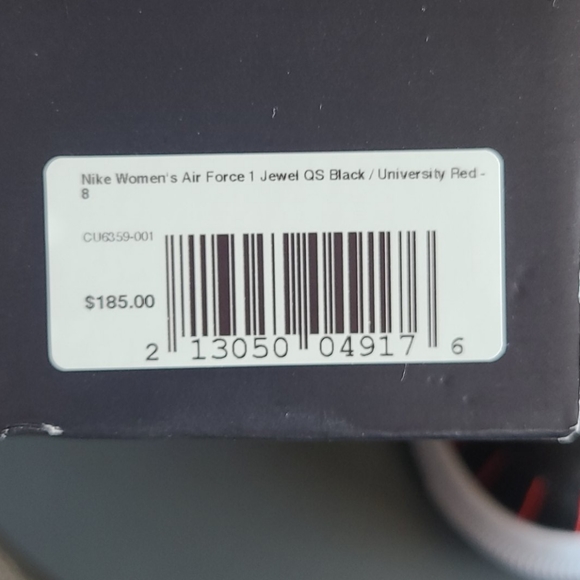 Nike Women's Air Force 1 Jewel QS Black / University Red -
8
CU6359-001
$185.00
2 13050 04917 6